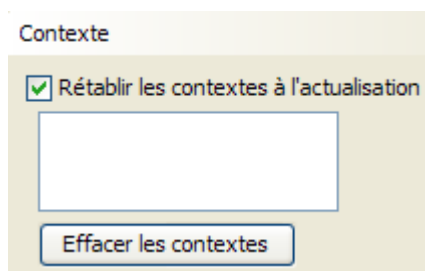 Contexte
Rétablir les contextes à l'actualisation
Effacer les contextes